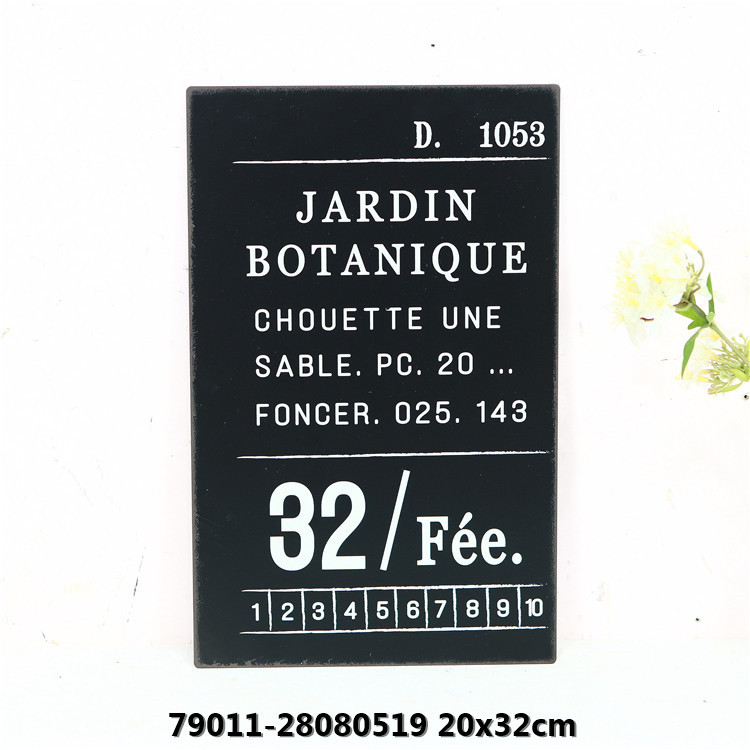 D. 1053
JARDIN
BOTANIQUE
CHOUETTE UNE
SABLE. PC. 20 ...
FONCER. 025. 143
32/Fée.
1 2 3 4 5 6 7 8 9 10
79011-28080519 20x32cm